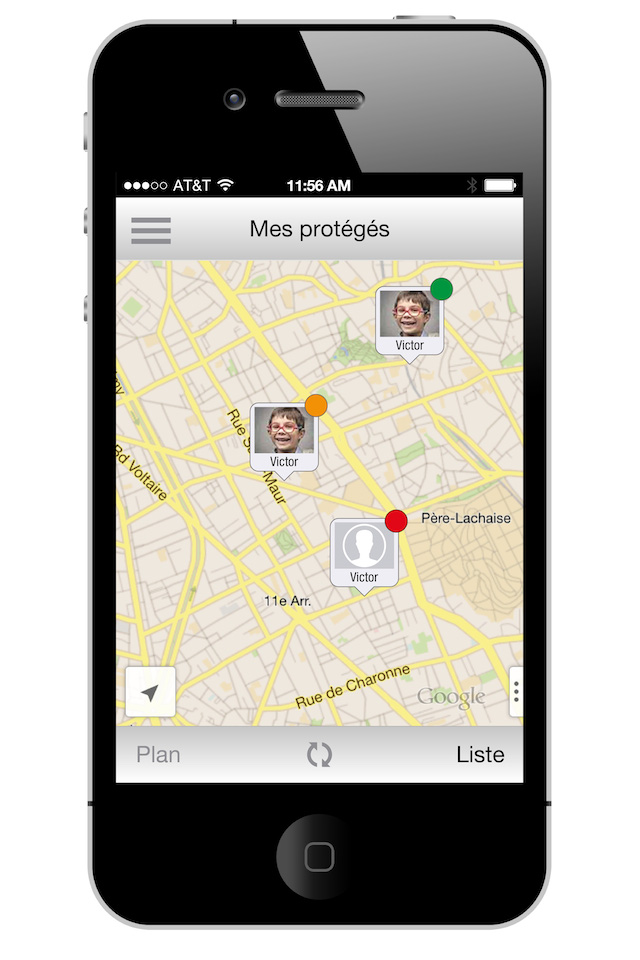 AT&T 11:56 AM
Mes protégés
Victor
Victor
Rue S Maur
Bd Voltaire
Père-Lachaise
Victor
11e Arr.
Rue de Charonne
Google
Plan Liste